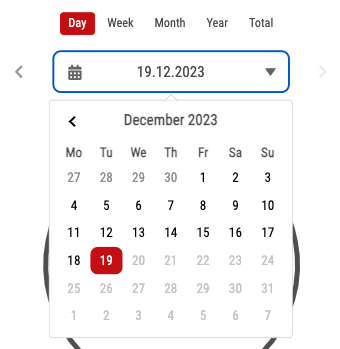 Day Week Month Year Total
19.12.2023
December 2023
Mo Tu We Th Fr Sa Su
27 28 29 30 1 2 3
4 5 6 7 8 9 10
11 12 13 14 15 16 17
18 19 20 21 22 23 24
25 26 27 28 29 30 31
1 2 3 4 5 6 7